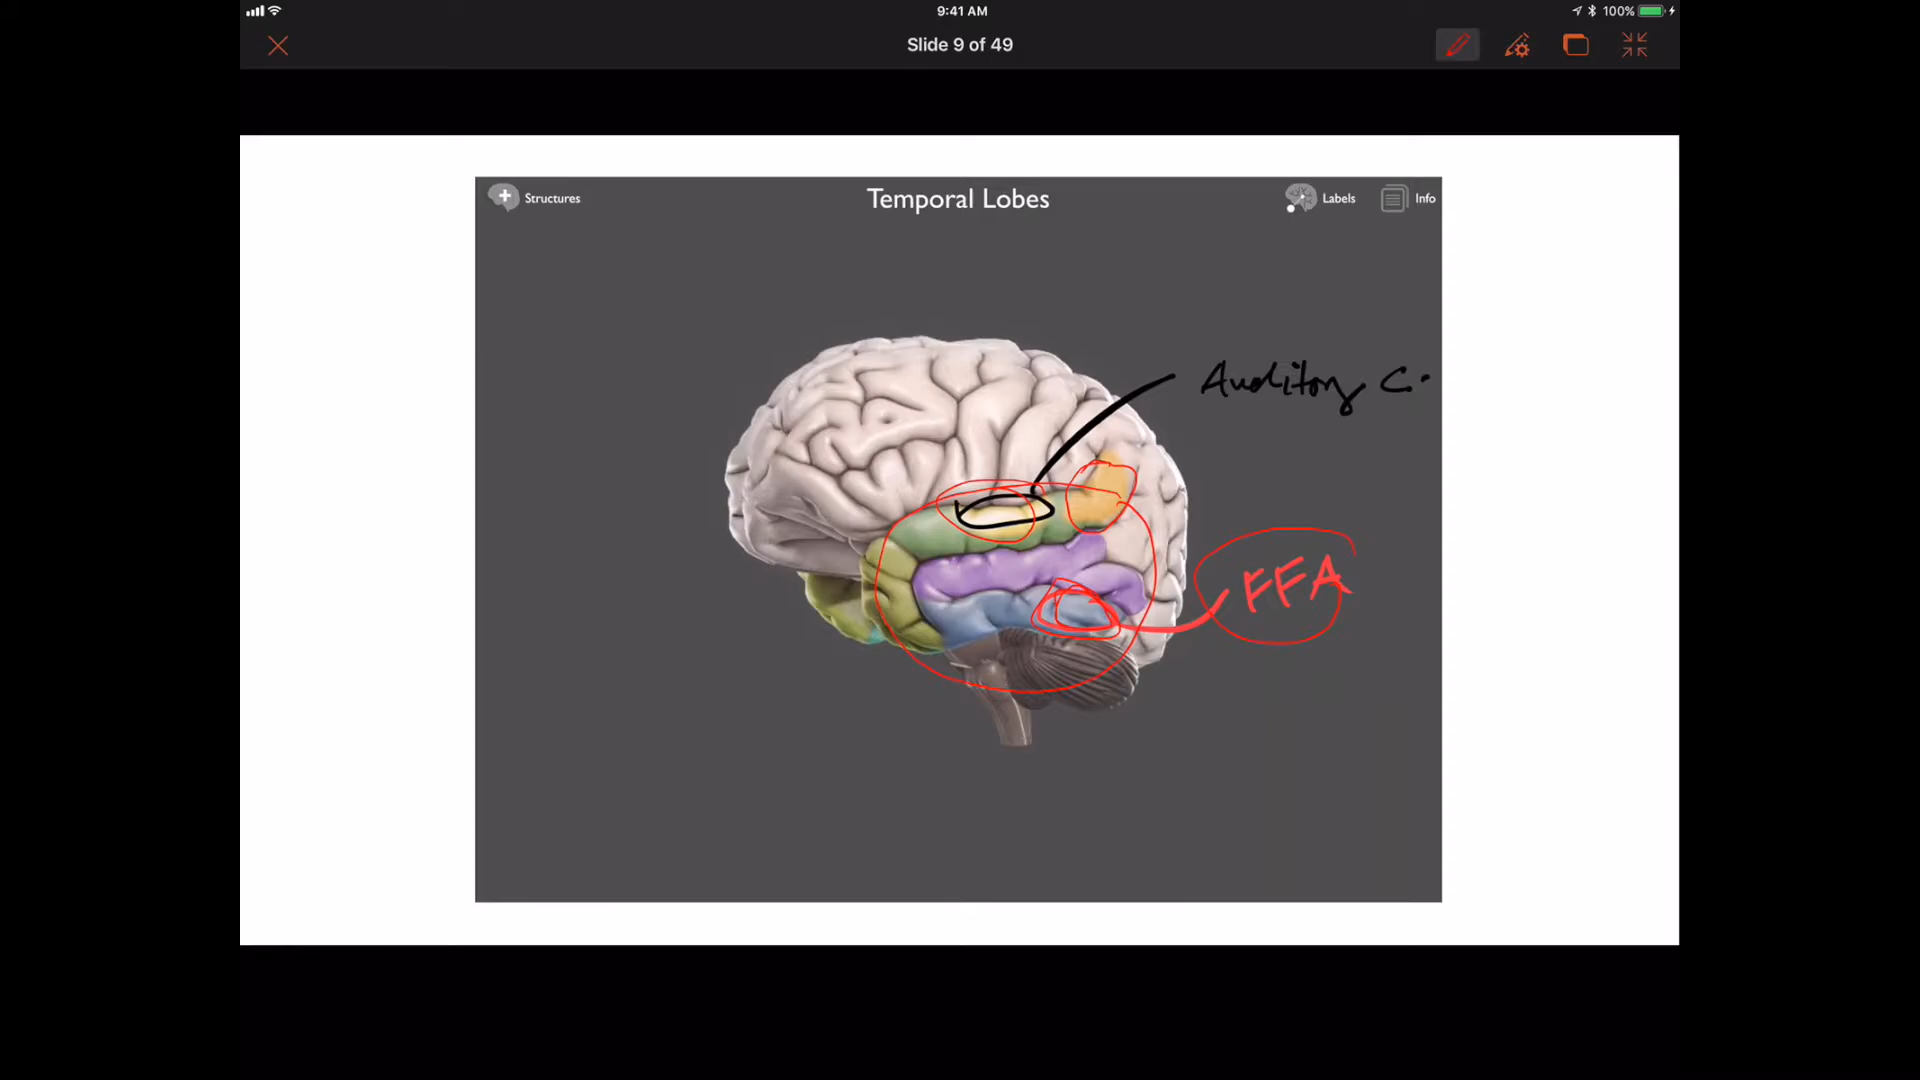 9:41 AM
100%
Slide 9 of 49
Structures
Temporal Lobes
Labels
Info
Auditory C.
FFA